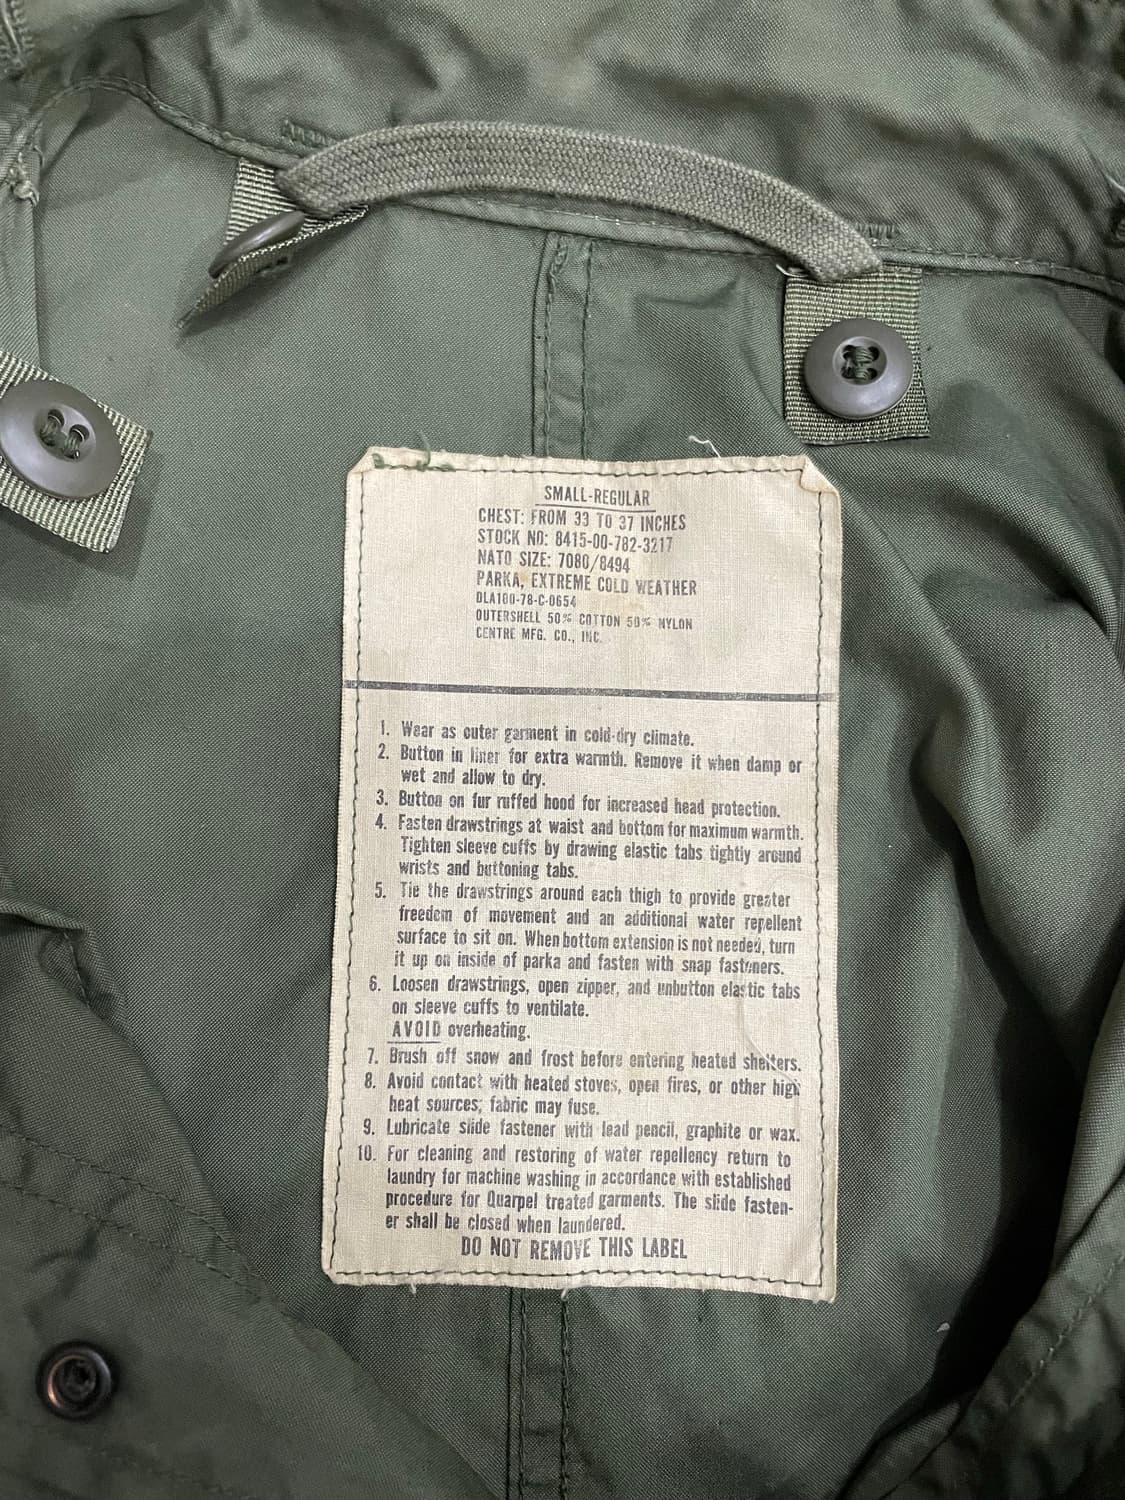 SMALL-REGULAR
CHEST: FROM 33 TO 37 INCHES
STOCK NO: 8415-00-782-3217
NATO SIZE: 7080/8494
PARKA, EXTREME COLD WEATHER
DLA100-78-C-0654
OUTERSHELL 50% COTTON 50% NYLON
CENTRE MFG. CO., INC.
1. Wear as outer garment in cold-dry climate.
2. Button in liner for extra warmth. Remove it when damp or
wet and allow to dry.
3. Button on fur ruffed hood for increased head protection.
4. Fasten drawstrings at waist and bottom for maximum warmth.
Tighten sleeve cuffs by drawing elastic tabs tightly around
wrists and buttoning tabs.
5. Tie the drawstrings around each thigh to provide greater
freedom of movement and an additional water repellent
surface to sit on. When bottom extension is not needed, turn
it up on inside of parka and fasten with snap fasteners.
6. Loosen drawstrings, open zipper, and unbutton elastic tabs
on sleeve cuffs to ventilate.
AVOID overheating.
7. Brush off snow and frost before entering heated shelters.
8. Avoid contact with heated stoves, open fires, or other high
heat sources; fabric may fuse.
9. Lubricate slide fastener with lead pencil, graphite or wax.
10. For cleaning and restoring of water repellency return to
laundry for machine washing in accordance with established
procedure for Quarpel treated garments. The slide fasten-
er shall be closed when laundered.
DO NOT REMOVE THIS LABEL